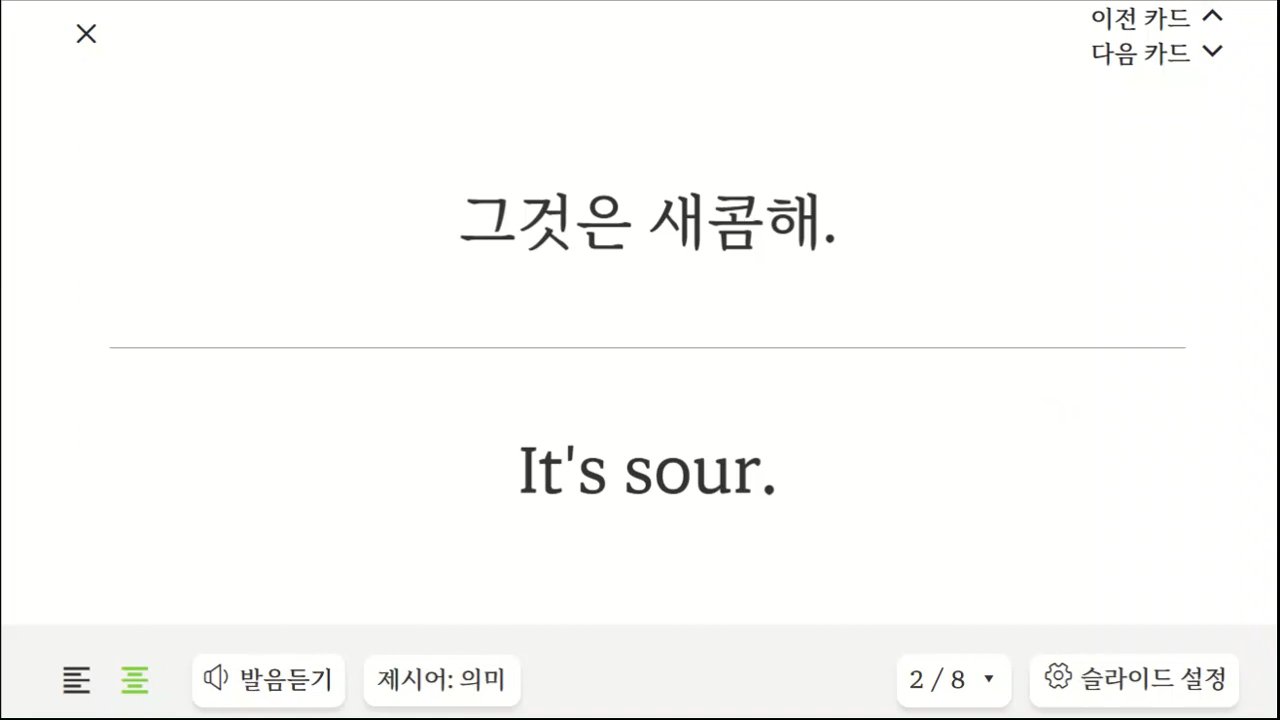 이전 카드
다음 카드
그것은 새콤해.
It's sour.
발음듣기
제시어: 의미
2 / 8
슬라이드 설정